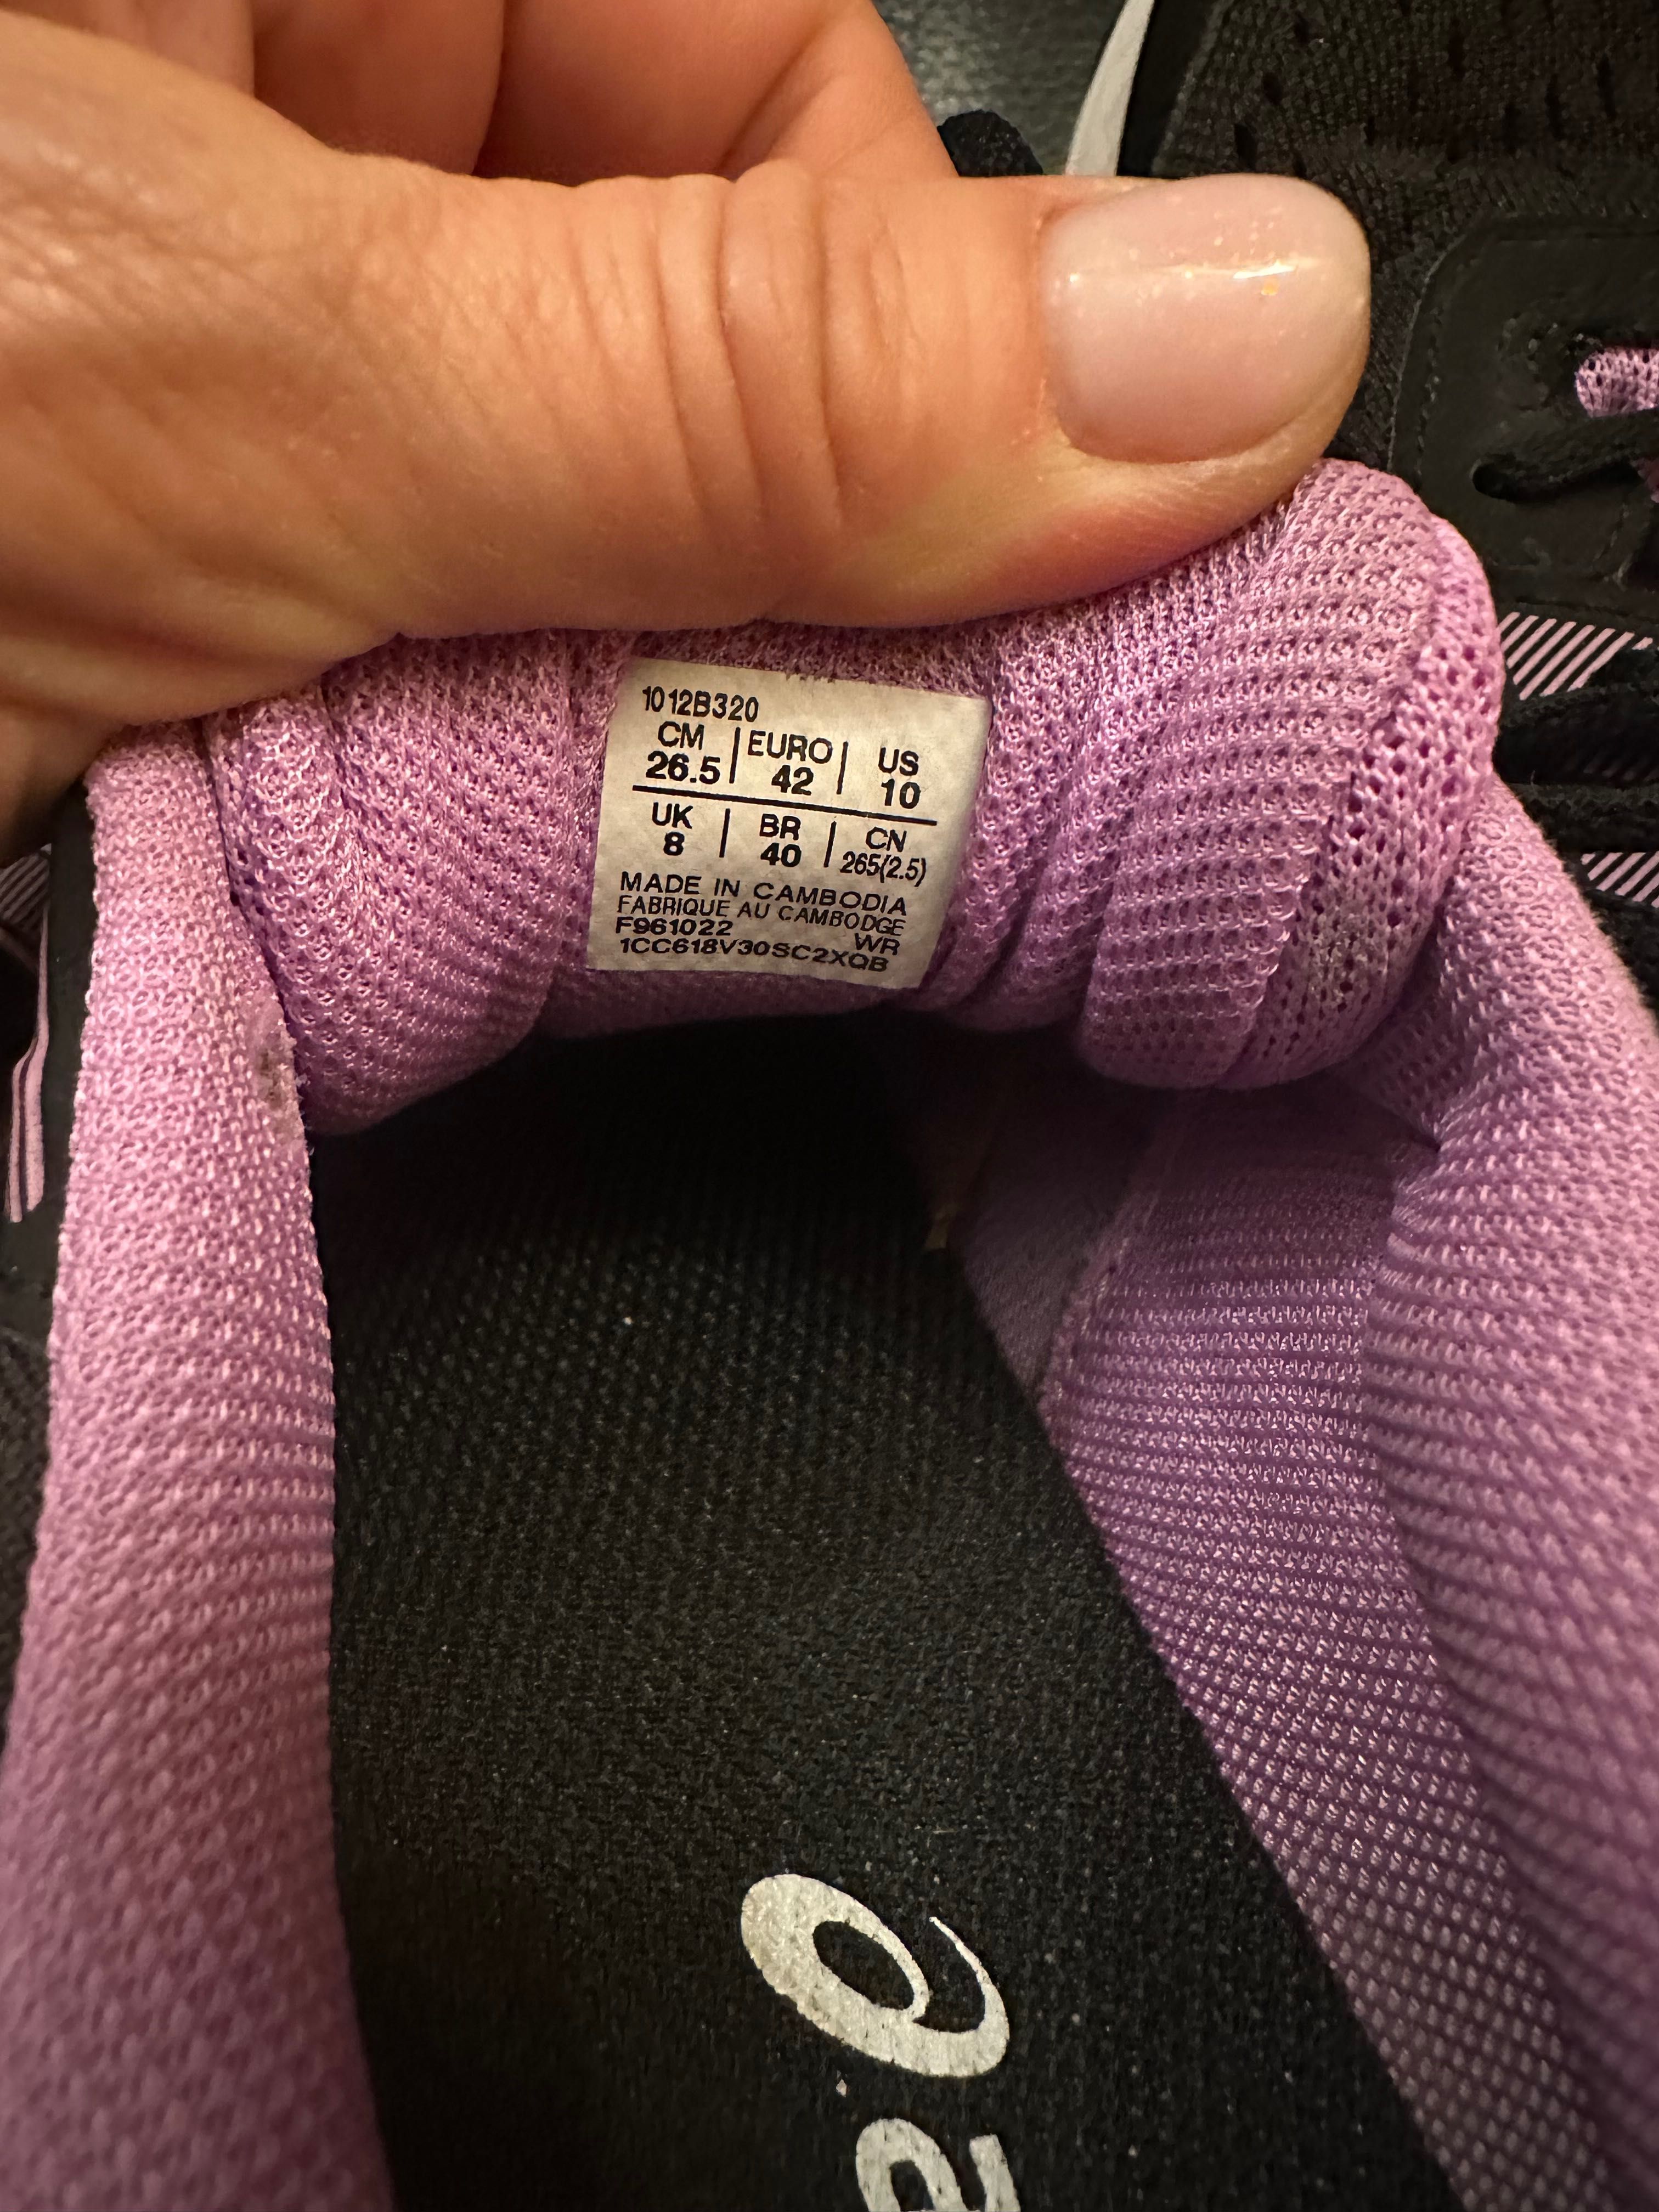 1012B320
CM | EURO | US
26.5 | 42 | 10
UK | BR | CN
8 | 40 | 265(2.5)
MADE IN CAMBODIA
FABRIQUE AU CAMBODGE
F961022 WR
1CC618V30SC2XQB
a